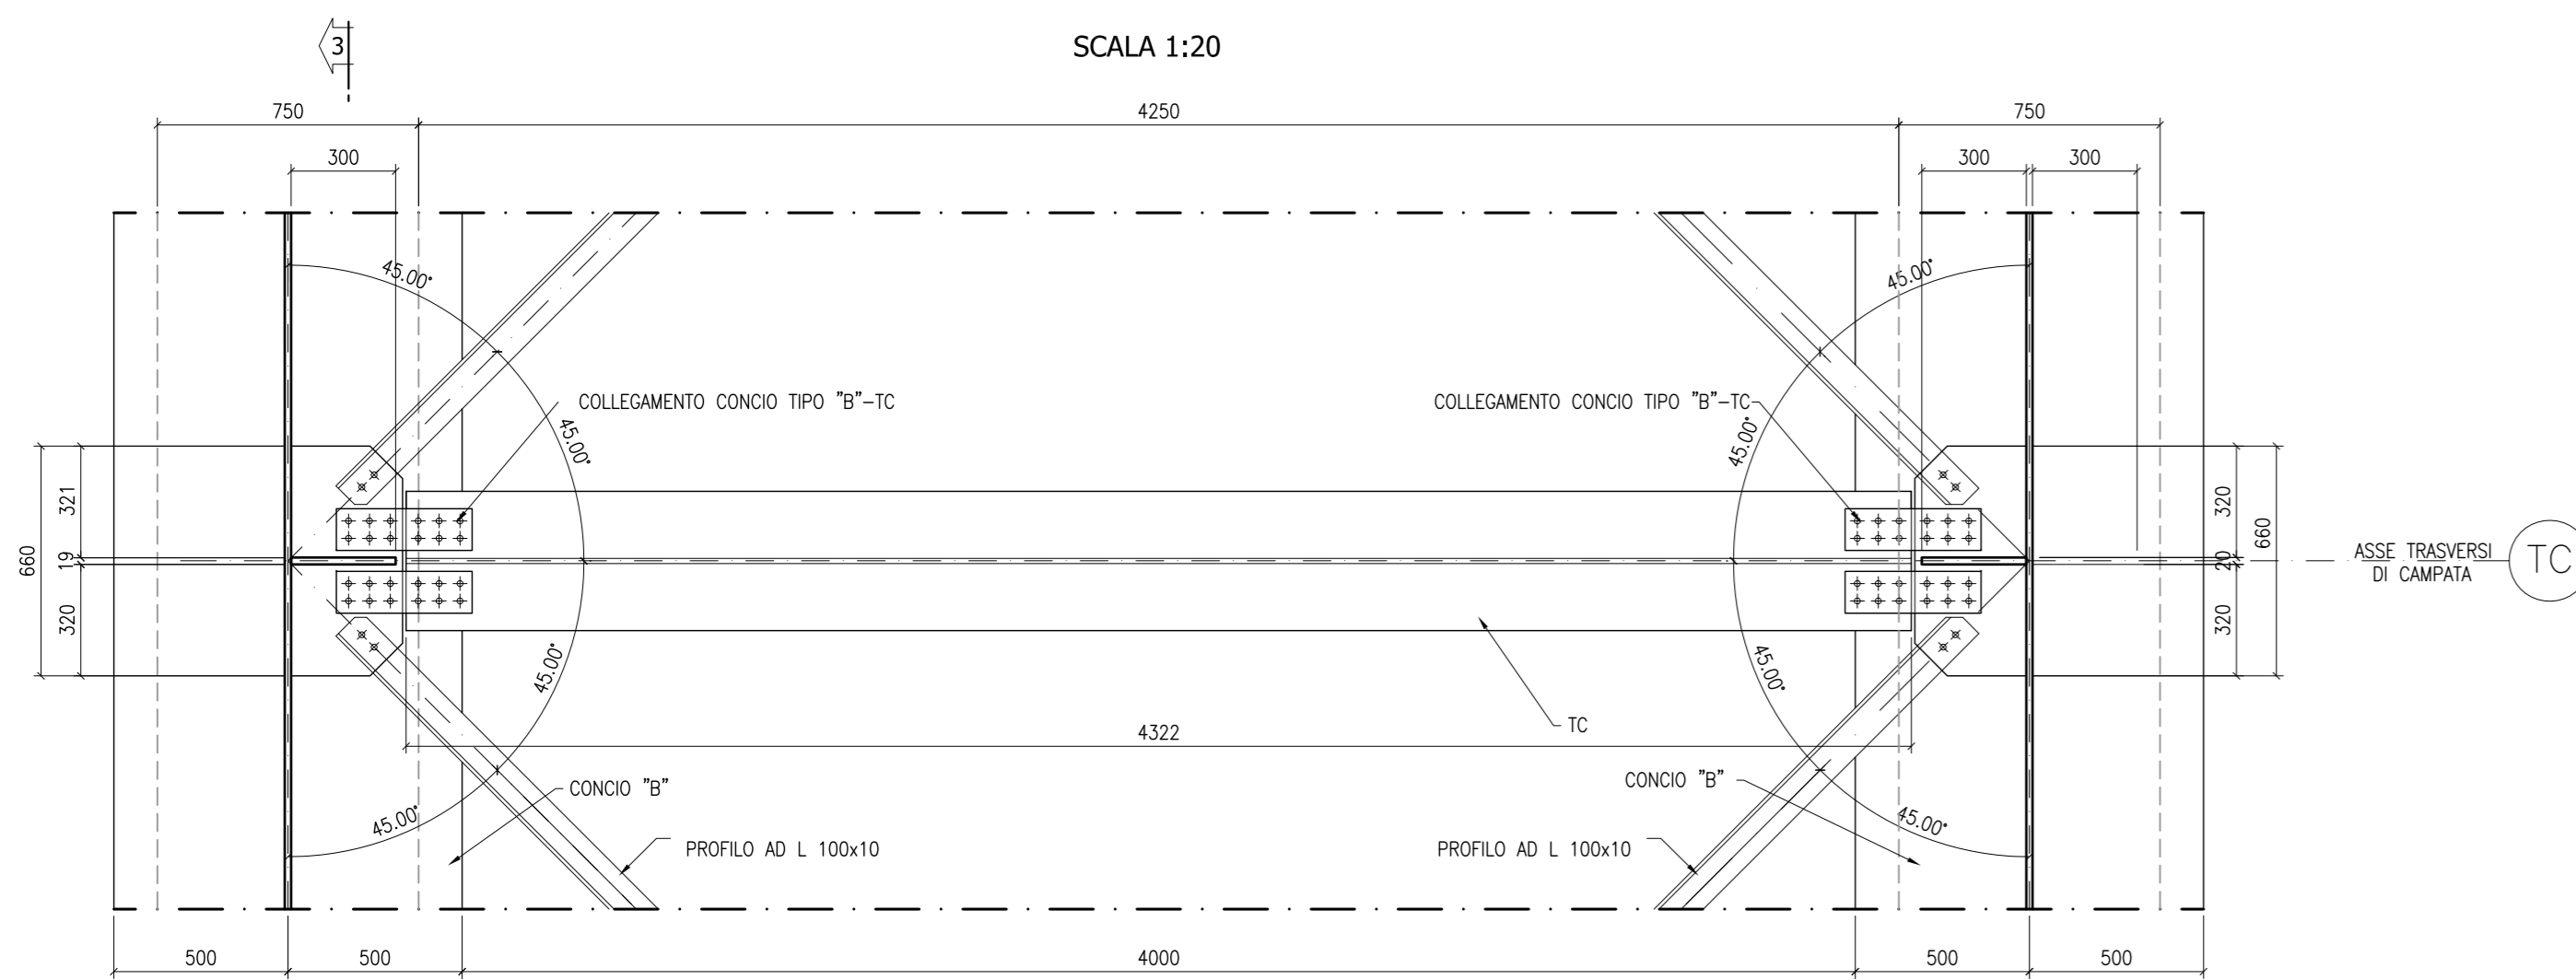 3
SCALA 1:20
750
4250
750
300
300
300
45.00°
45.00°
COLLEGAMENTO CONCIO TIPO "B"-TC
COLLEGAMENTO CONCIO TIPO "B"-TC
45.00°
45.00°
660
321
19
320
320
20
320
660
ASSE TRASVERSI
DI CAMPATA
TC
45.00°
45.00°
TC
4322
CONCIO "B"
CONCIO "B"
45.00°
45.00°
PROFILO AD L 100x10
PROFILO AD L 100x10
500
500
4000
500
500